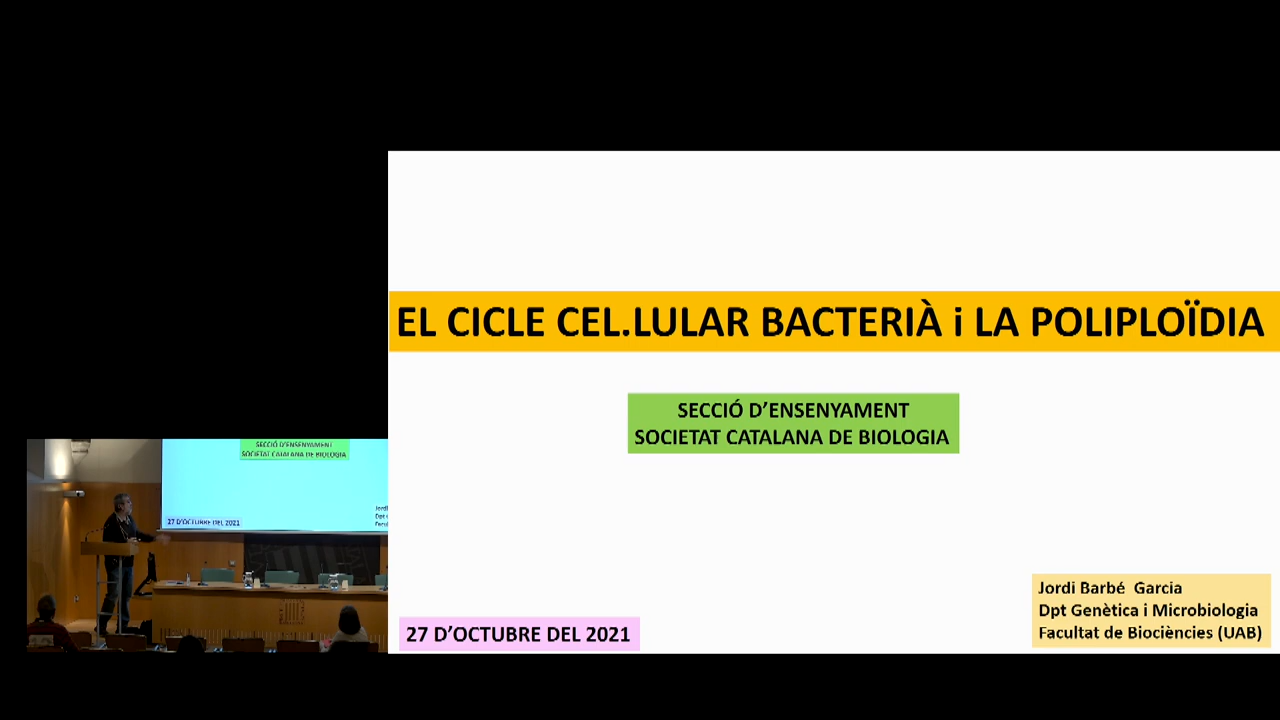 EL CICLE CEL.LULAR BACTERIÀ i LA POLIPLOÏDIA
SECCIÓ D'ENSENYAMENT
SOCIETAT CATALANA DE BIOLOGIA
Jordi Barbé Garcia
Dpt Genètica i Microbiologia
Facultat de Biociències (UAB)
27 D'OCTUBRE DEL 2021
SECCIÓ D'ENSENYAMENT
SOCIETAT CATALANA DE BIOLOGIA
27 D'OCTUBRE DEL 2021